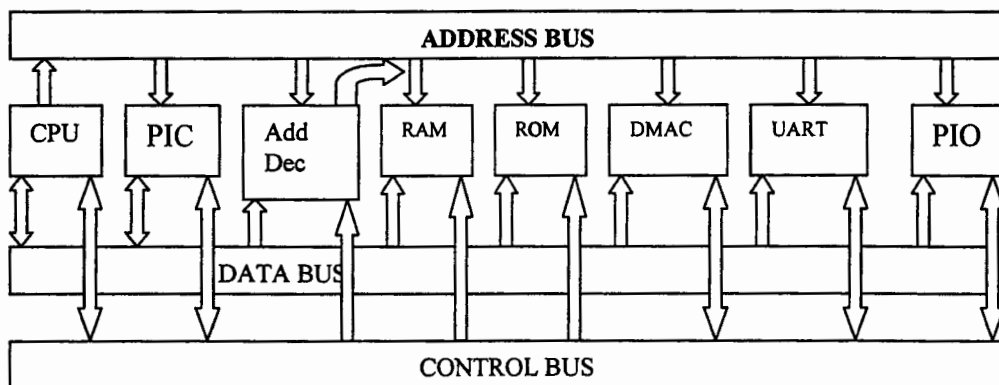 ADDRESS BUS
CPU
PIC
Add
Dec
RAM
ROM
DMAC
UART
PIO
DATA BUS
CONTROL BUS